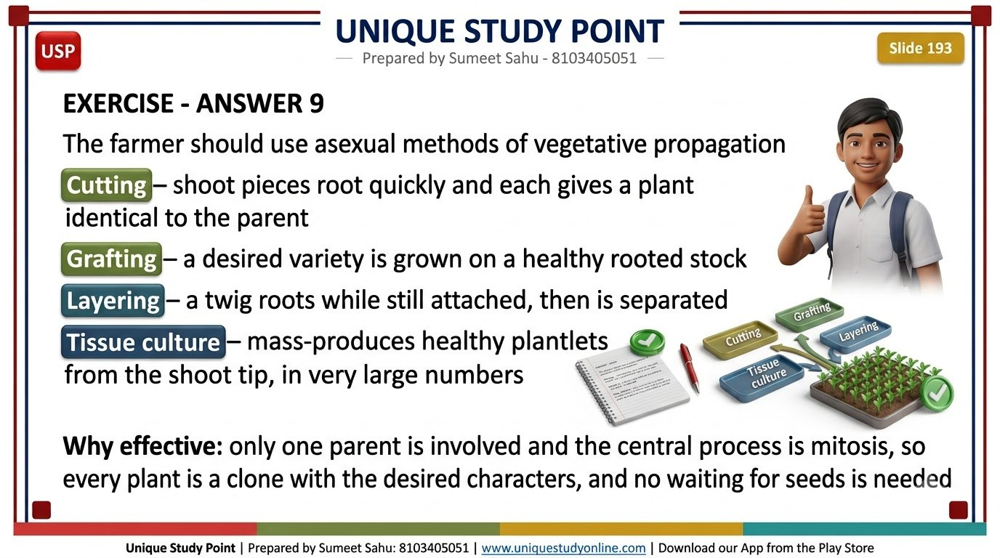 UNIQUE STUDY POINT
Prepared by Sumeet Sahu - 8103405051
USP
Slide 193
EXERCISE - ANSWER 9
The farmer should use asexual methods of vegetative propagation
Cutting – shoot pieces root quickly and each gives a plant
identical to the parent
Grafting – a desired variety is grown on a healthy rooted stock
Layering – a twig roots while still attached, then is separated
Tissue culture – mass-produces healthy plantlets
from the shoot tip, in very large numbers
Grafting
Cutting
Layering
Tissue
culture
Why effective: only one parent is involved and the central process is mitosis, so
every plant is a clone with the desired characters, and no waiting for seeds is needed
Unique Study Point | Prepared by Sumeet Sahu: 8103405051 | www.uniquestudyonline.com | Download our App from the Play Store